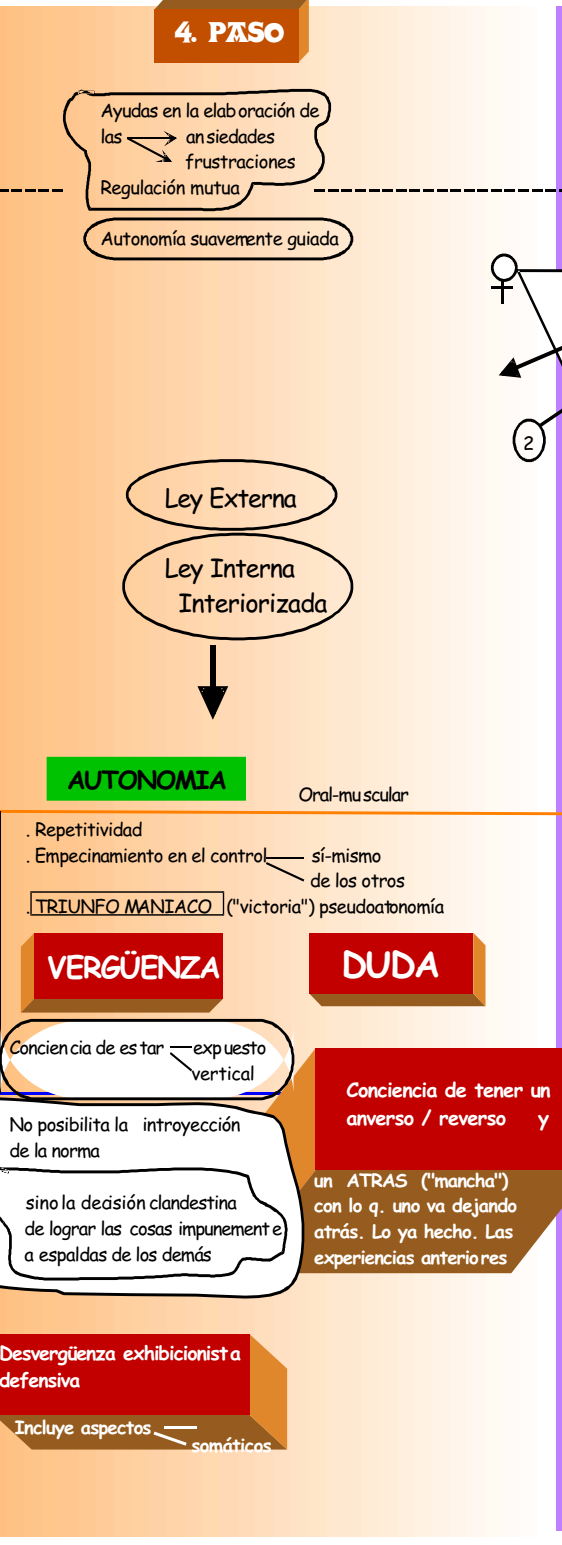 4. PASO
Ayudas en la elaboración de
las ansiedades
frustraciones
Regulación mutua
Autonomía suavemente guiada
2
Ley Externa
Ley Interna
Interiorizada
AUTONOMIA
Oral-muscular
. Repetitividad
. Empecinamiento en el control sí-mismo
de los otros
. TRIUNFO MANIACO ("victoria") pseudoatonomía
VERGÜENZA
DUDA
Conciencia de estar expuesto
vertical
No posibilita la introyección
de la norma
sino la decisión clandestina
de lograr las cosas impunemente
a espaldas de los demás
Conciencia de tener un
anverso / reverso y
un ATRAS ("mancha")
con lo q. uno va dejando
atrás. Lo ya hecho. Las
experiencias anteriores
Desvergüenza exhibicionista
defensiva
Incluye aspectos
somáticos